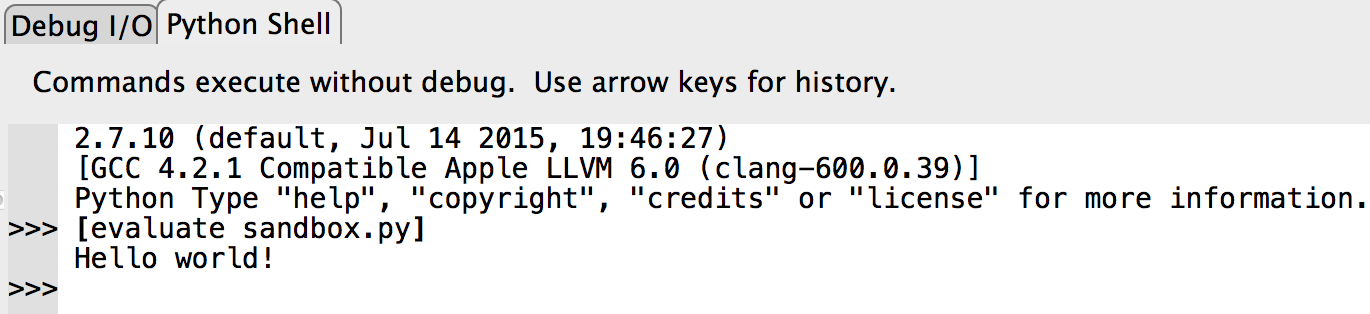 Debug I/O Python Shell
Commands execute without debug. Use arrow keys for history.
2.7.10 (default, Jul 14 2015, 19:46:27)
[GCC 4.2.1 Compatible Apple LLVM 6.0 (clang-600.0.39)]
Python Type "help", "copyright", "credits" or "license" for more information.
>>> [evaluate sandbox.py]
Hello world!
>>>